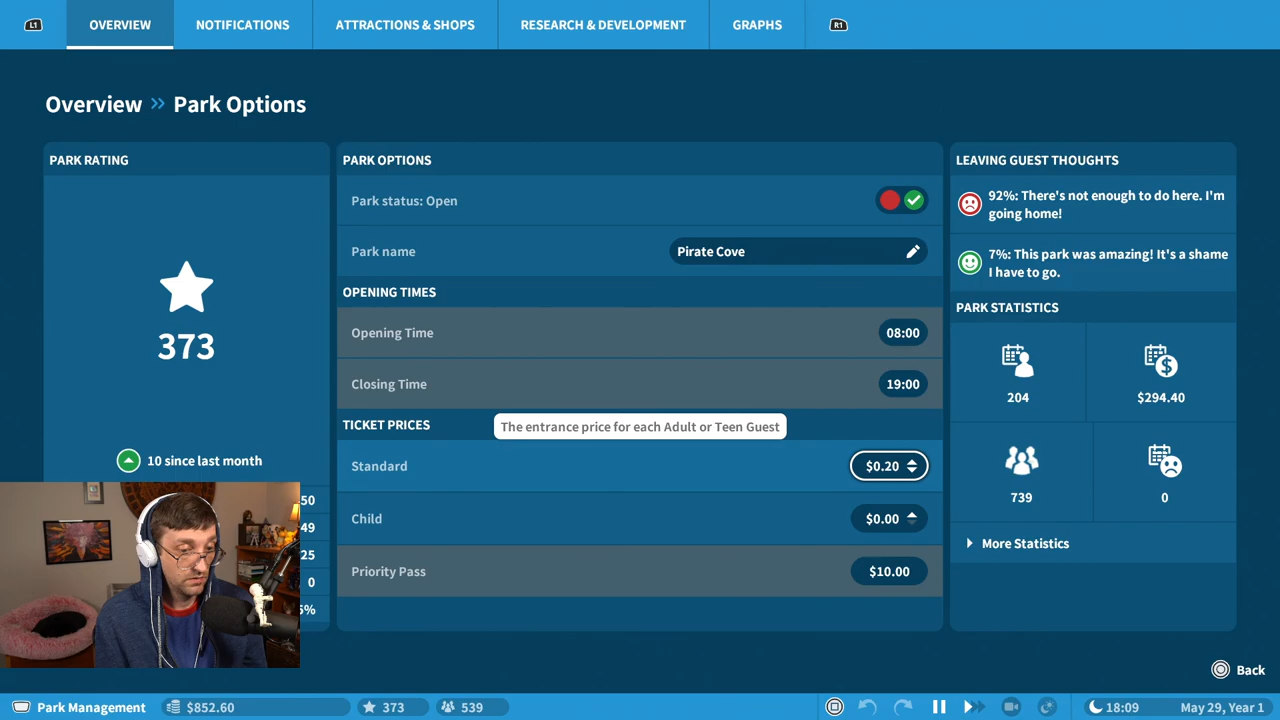 L1
OVERVIEW
NOTIFICATIONS
ATTRACTIONS & SHOPS
RESEARCH & DEVELOPMENT
GRAPHS
R1
Overview » Park Options
PARK RATING
373
10 since last month
50
49
25
0
5%
PARK OPTIONS
Park status: Open
Park name
Pirate Cove
OPENING TIMES
Opening Time
08:00
Closing Time
19:00
TICKET PRICES
The entrance price for each Adult or Teen Guest
Standard
$0.20
Child
$0.00
Priority Pass
$10.00
LEAVING GUEST THOUGHTS
92%: There's not enough to do here. I'm
going home!
7%: This park was amazing! It's a shame
I have to go.
PARK STATISTICS
204
$294.40
739
0
More Statistics
Back
Park Management
$852.60
373
539
18:09
May 29, Year 1